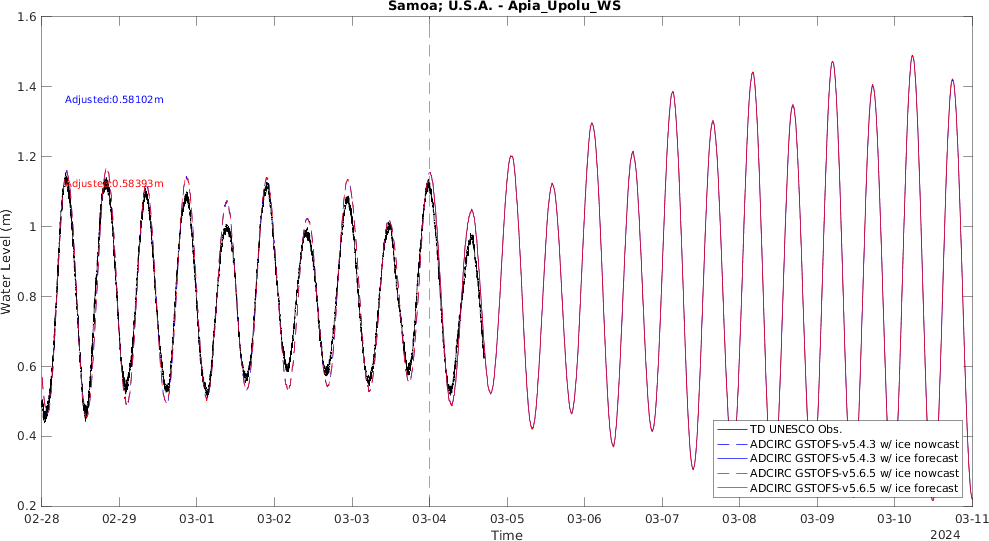 Samoa; U.S.A. - Apia_Upolu_WS
1.6
1.4
1.2
1
0.8
0.6
0.4
0.2
Water Level (m)
Adjusted:0.58102m
Adjusted:0.58393m
TD UNESCO Obs.
ADCIRC GSTOFS-v5.4.3 w/ ice nowcast
ADCIRC GSTOFS-v5.4.3 w/ ice forecast
ADCIRC GSTOFS-v5.6.5 w/ ice nowcast
ADCIRC GSTOFS-v5.6.5 w/ ice forecast
02-28 02-29 03-01 03-02 03-03 03-04 03-05 03-06 03-07 03-08 03-09 03-10 03-11
Time
2024